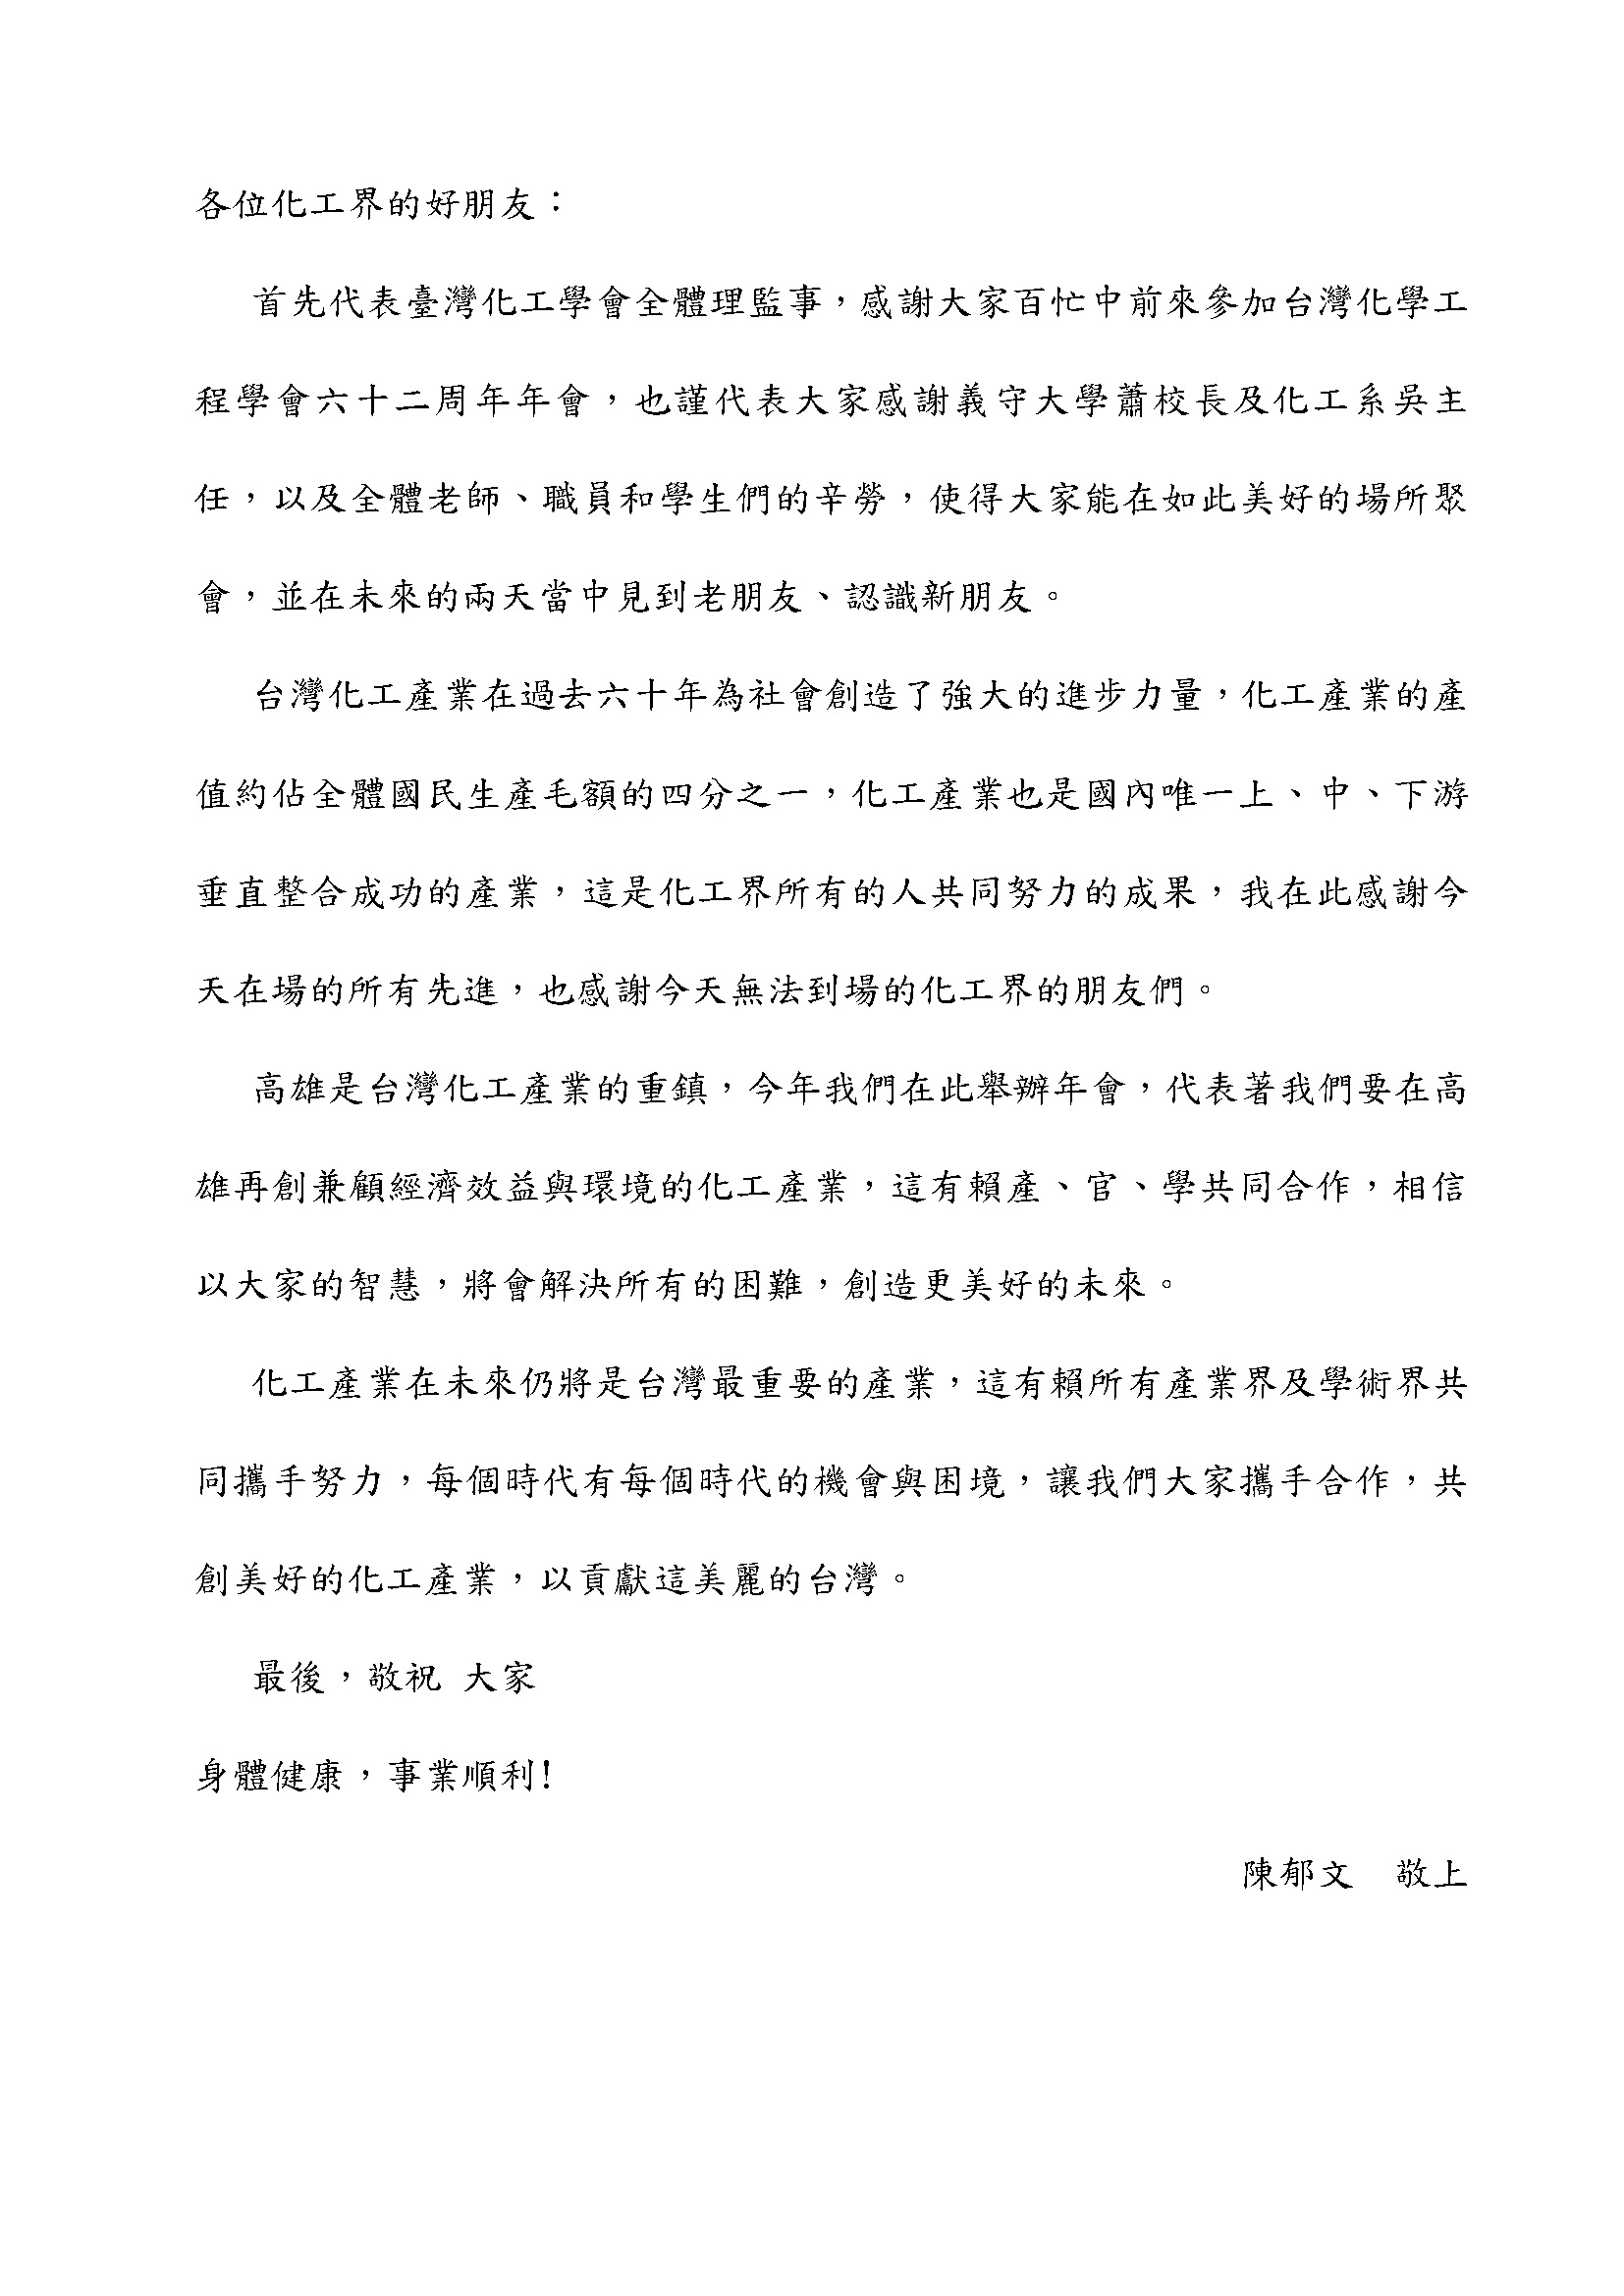 各位化工界的好朋友：
首先代表臺灣化工學會全體理監事，感謝大家百忙中前來參加台灣化學工
程學會六十二周年年會，也謹代表大家感謝義守大學蕭校長及化工系吳主
任，以及全體老師、職員和學生們的辛勞，使得大家能在如此美好的場所聚
會，並在未來的兩天當中見到老朋友、認識新朋友。
台灣化工產業在過去六十年為社會創造了強大的進步力量，化工產業的產
值約佔全體國民生產毛額的四分之一，化工產業也是國內唯一上、中、下游
垂直整合成功的產業，這是化工界所有的人共同努力的成果，我在此感謝今
天在場的所有先進，也感謝今天無法到場的化工界的朋友們。
高雄是台灣化工產業的重鎮，今年我們在此舉辦年會，代表著我們要在高
雄再創兼顧經濟效益與環境的化工產業，這有賴產、官、學共同合作，相信
以大家的智慧，將會解決所有的困難，創造更美好的未來。
化工產業在未來仍將是台灣最重要的產業，這有賴所有產業界及學術界共
同攜手努力，每個時代有每個時代的機會與困境，讓我們大家攜手合作，共
創美好的化工產業，以貢獻這美麗的台灣。
最後，敬祝 大家
身體健康，事業順利!
陳郁文　敬上